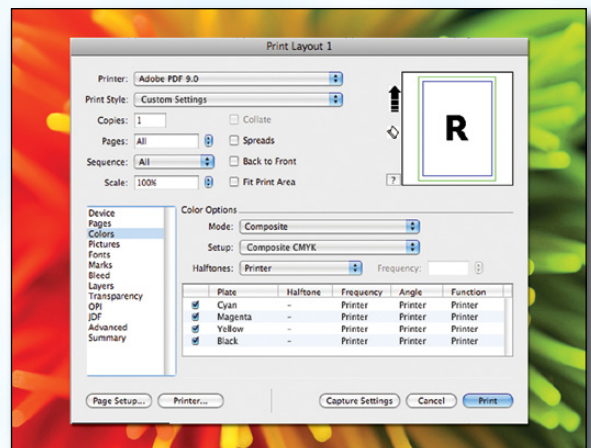 Print Layout 1
Printer: Adobe PDF 9.0
Print Style: Custom Settings
Copies: 1 Collate
Pages: All Spreads
Sequence: All Back to Front
Scale: 100% Fit Print Area
R
?
Device
Pages
Colors
Pictures
Fonts
Marks
Bleed
Layers
Transparency
OPI
JDF
Advanced
Summary
Color Options
Mode: Composite
Setup: Composite CMYK
Halftones: Printer Frequency:
Plate Halftone Frequency Angle Function
Cyan - Printer Printer Printer
Magenta - Printer Printer Printer
Yellow - Printer Printer Printer
Black - Printer Printer Printer
Page Setup... Printer... Capture Settings Cancel Print